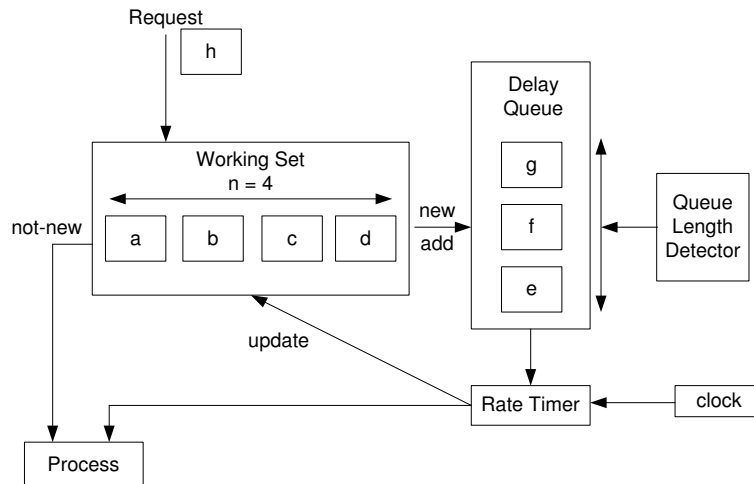 Request
h
Working Set
n = 4
a
b
c
d
not-new
new
add
Delay
Queue
g
f
e
Queue
Length
Detector
update
Rate Timer
clock
Process